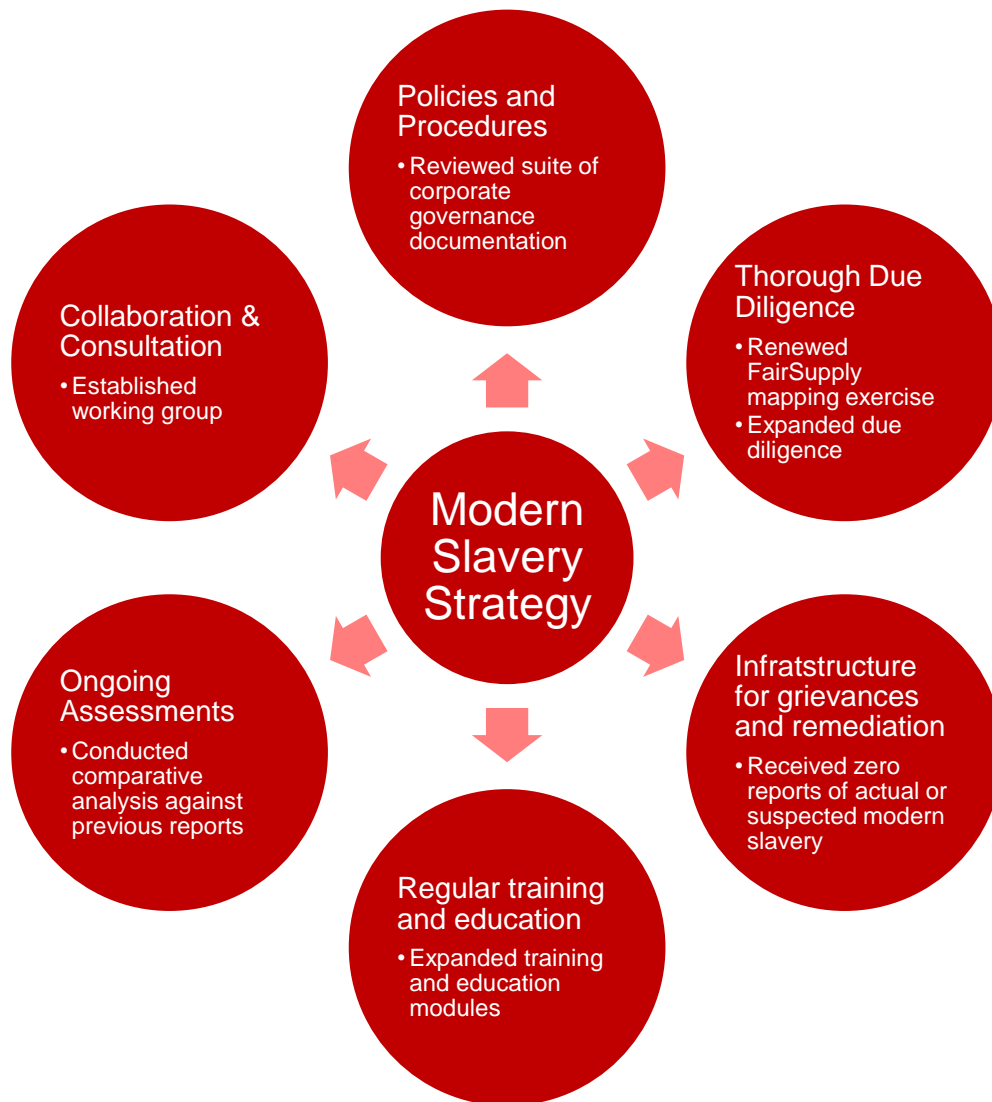 Policies and
Procedures
• Reviewed suite of
corporate
governance
documentation
Thorough Due
Diligence
• Renewed
FairSupply
mapping exercise
• Expanded due
diligence
Infratstructure
for grievances
and remediation
• Received zero
reports of actual or
suspected modern
slavery
Regular training
and education
• Expanded training
and education
modules
Ongoing
Assessments
• Conducted
comparative
analysis against
previous reports
Collaboration &
Consultation
• Established
working group
Modern
Slavery
Strategy